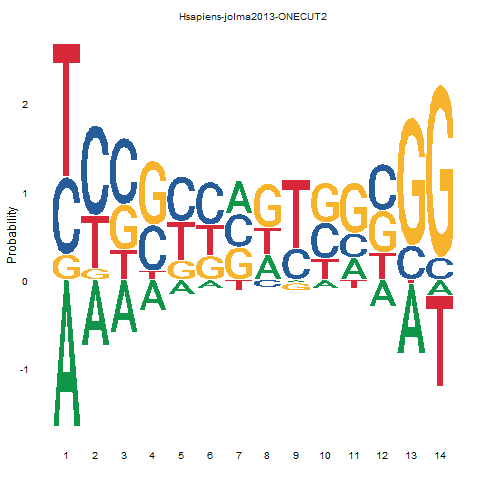 Hsapiens-jolma2013-ONECUT2
Probability
2
1
0
-1
T C G A
C T G A
C G T A
G C T A
C T G A
C T G A
A C G T
G T A C
T C A G
G C T A
G C A T
C G T A
G C T A
G C A T
1 2 3 4 5 6 7 8 9 10 11 12 13 14